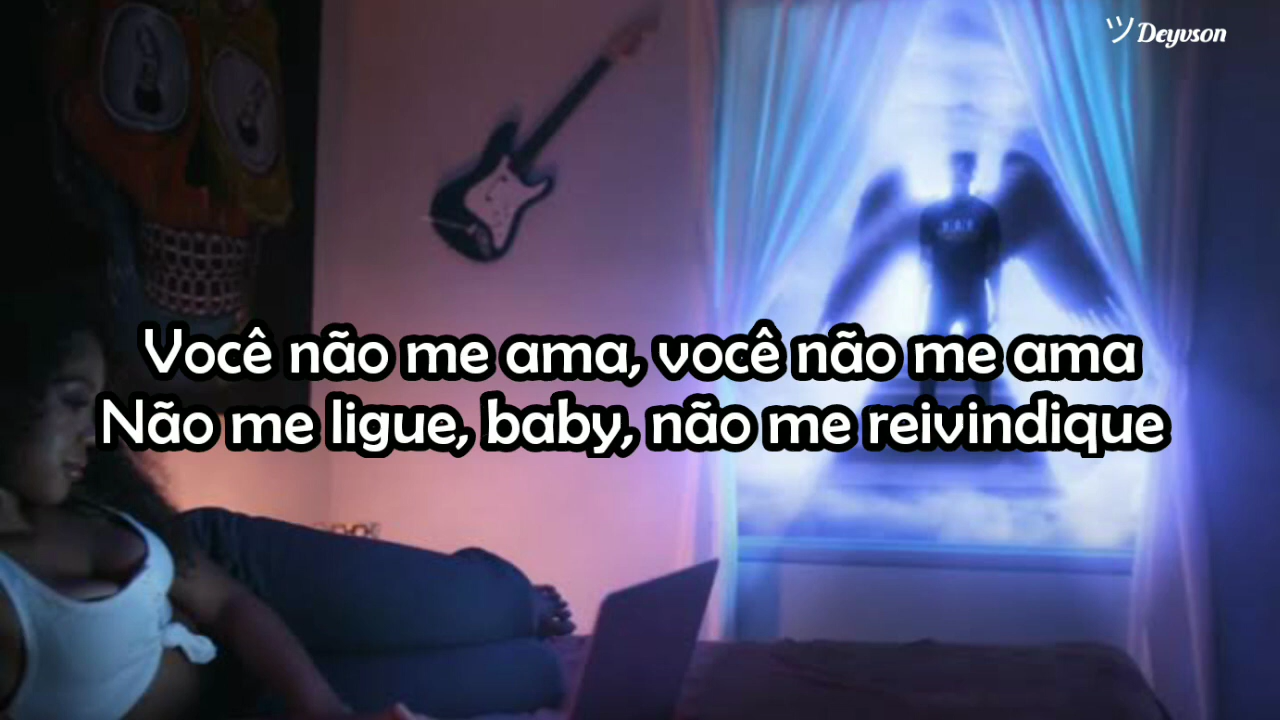 ツ Deyvson
Você não me ama, você não me ama
Não me ligue, baby, não me reivindique